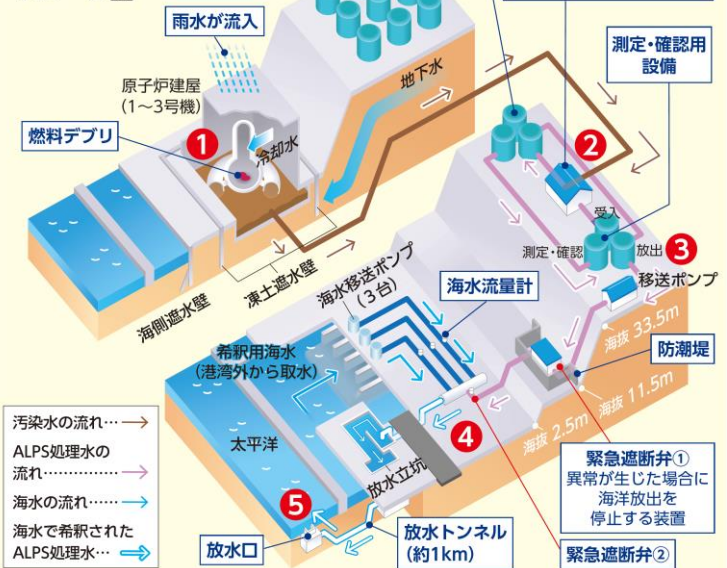 雨水が流入
原子炉建屋
(1~3号機)
燃料デブリ
1
冷却水
地下水
測定・確認用
設備
2
受入
測定・確認
放出
3
移送ポンプ
海側遮水壁
凍土遮水壁
海水移送ポンプ
(3台)
海水流量計
海抜 33.5m
防潮堤
海抜 11.5m
海抜 2.5m
希釈用海水
(港湾外から取水)
太平洋
放水立坑
4
5
放水口
放水トンネル
(約1km)
緊急遮断弁①
異常が生じた場合に
海洋放出を
停止する装置
緊急遮断弁②
汚染水の流れ…
ALPS処理水の
流れ……………
海水の流れ……
海水で希釈された
ALPS処理水…